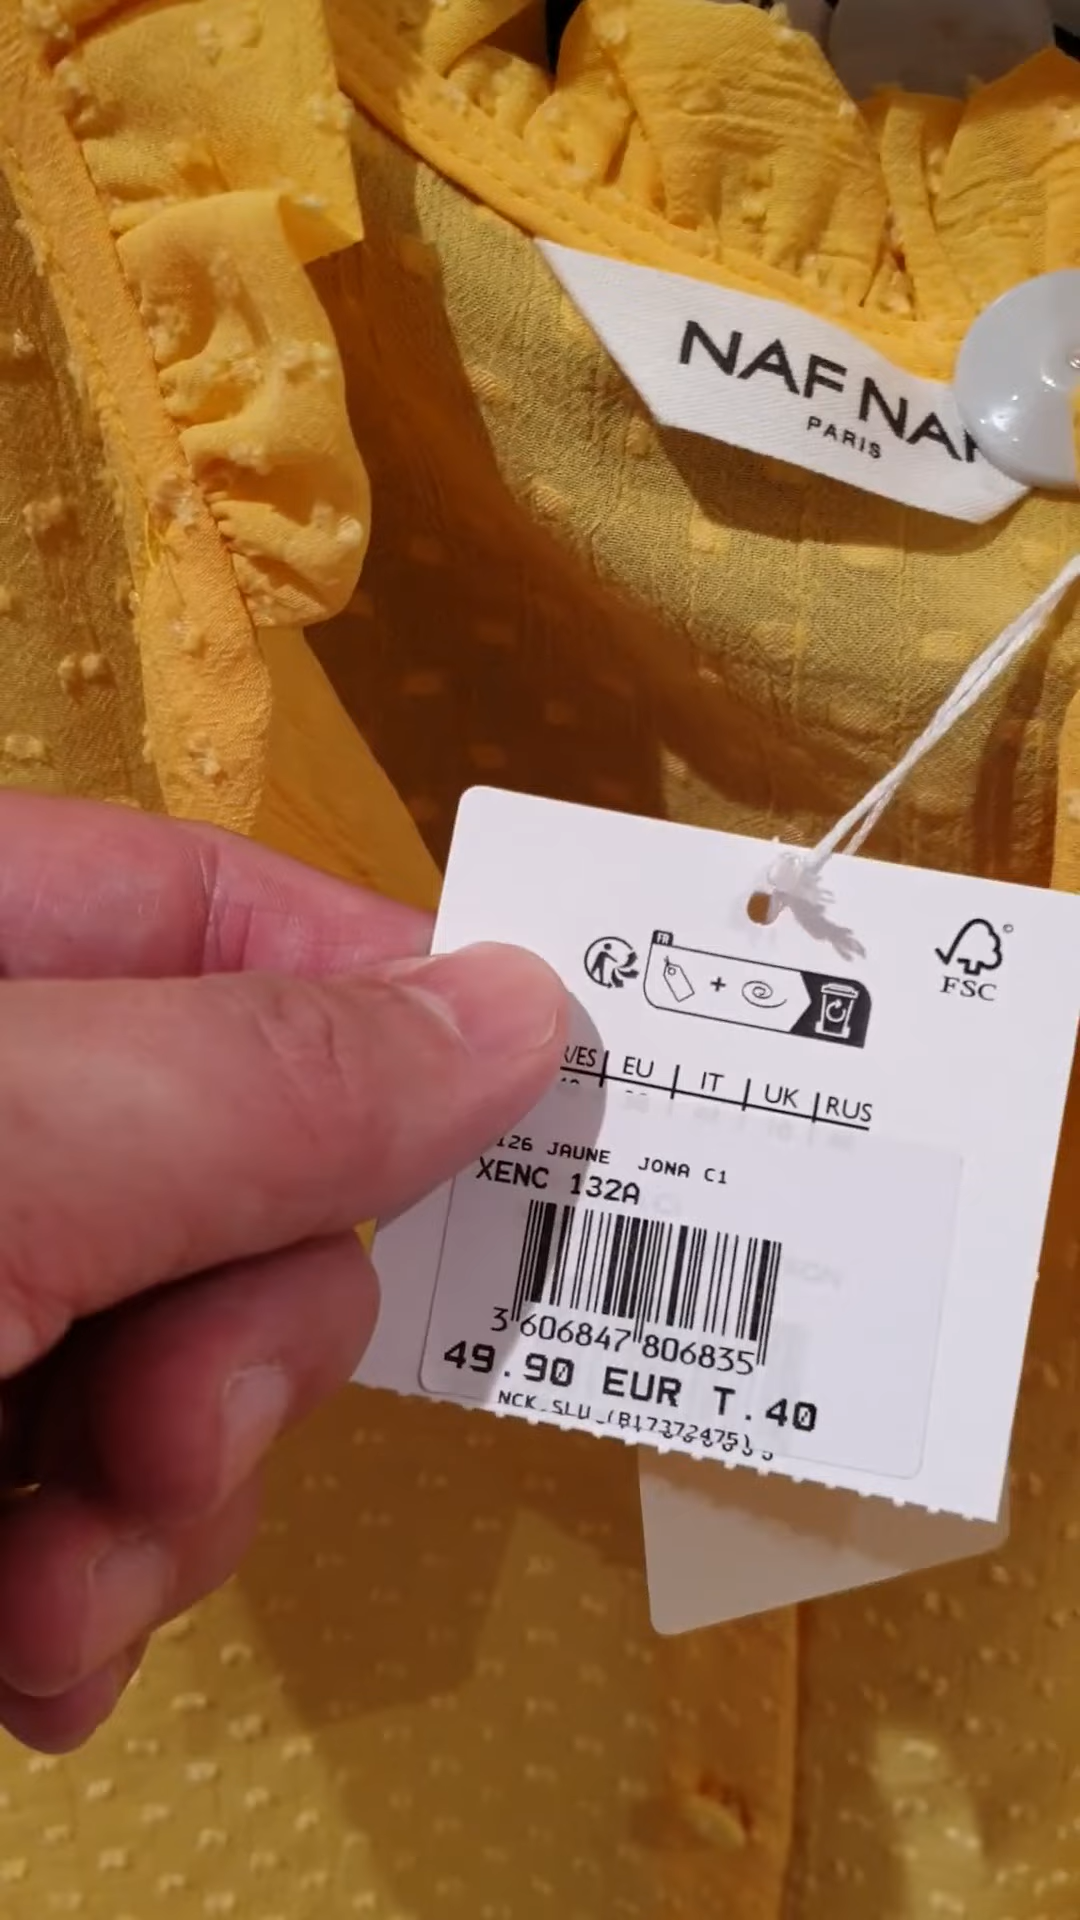 NAF NAF
PARIS
FR
FSC
/ES EU IT UK RUS
126 JAUNE JONA C1
XENC 132A
3 606847 806835
49.90 EUR T.40
NCK SLU (B17372475)